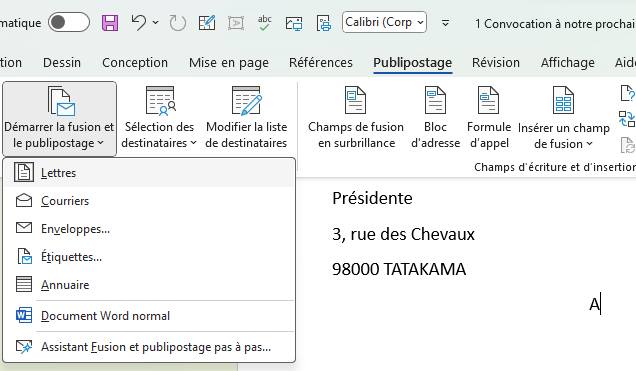 matique
abc
Calibri (Corp
1 Convocation à notre prochai
tion Dessin Conception Mise en page Références Publipostage Révision Affichage Aide
Démarrer la fusion et
le publipostage
Sélection des
destinataires
Modifier la liste
de destinataires
Champs de fusion
en surbrillance
Bloc
d'adresse
Formule
d'appel
Insérer un champ
de fusion
Champs d'écriture et d'insertion
Lettres
Courriers
Enveloppes...
Étiquettes...
Annuaire
Document Word normal
Assistant Fusion et publipostage pas à pas...
Présidente
3, rue des Chevaux
98000 TATAKAMA
A